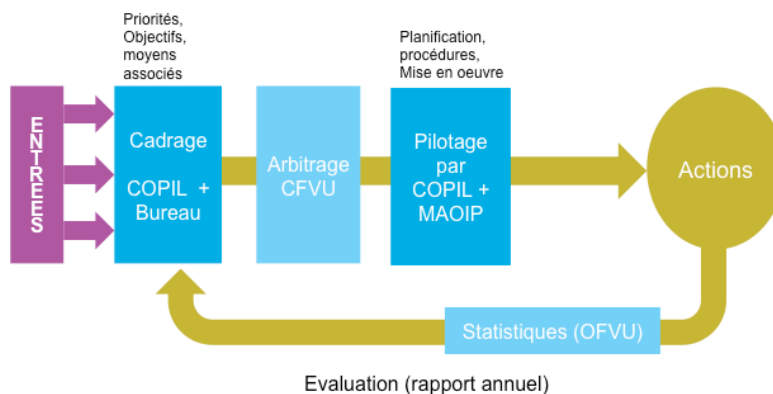 Priorités,
Objectifs,
moyens
associés
Planification,
procédures,
Mise en oeuvre
ENTREES
Cadrage
COPIL +
Bureau
Arbitrage
CFVU
Pilotage
par
COPIL +
MAOIP
Actions
Statistiques (OFVU)
Evaluation (rapport annuel)